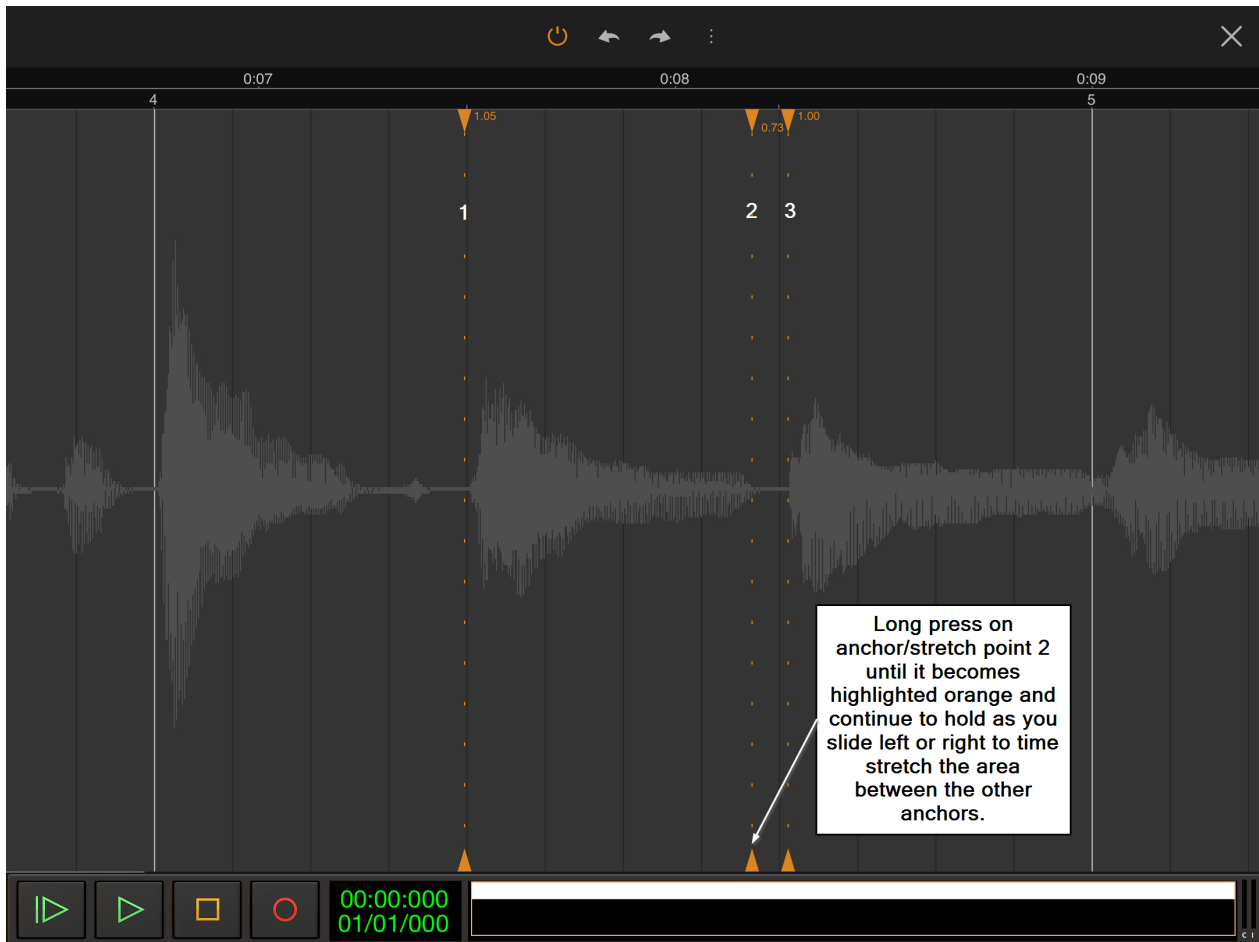 0:07 0:08 0:09
4 5
1.05 0.73 1.00
1 2 3
Long press on
anchor/stretch point 2
until it becomes
highlighted orange and
continue to hold as you
slide left or right to time
stretch the area
between the other
anchors.
00:00:000
01/01/000